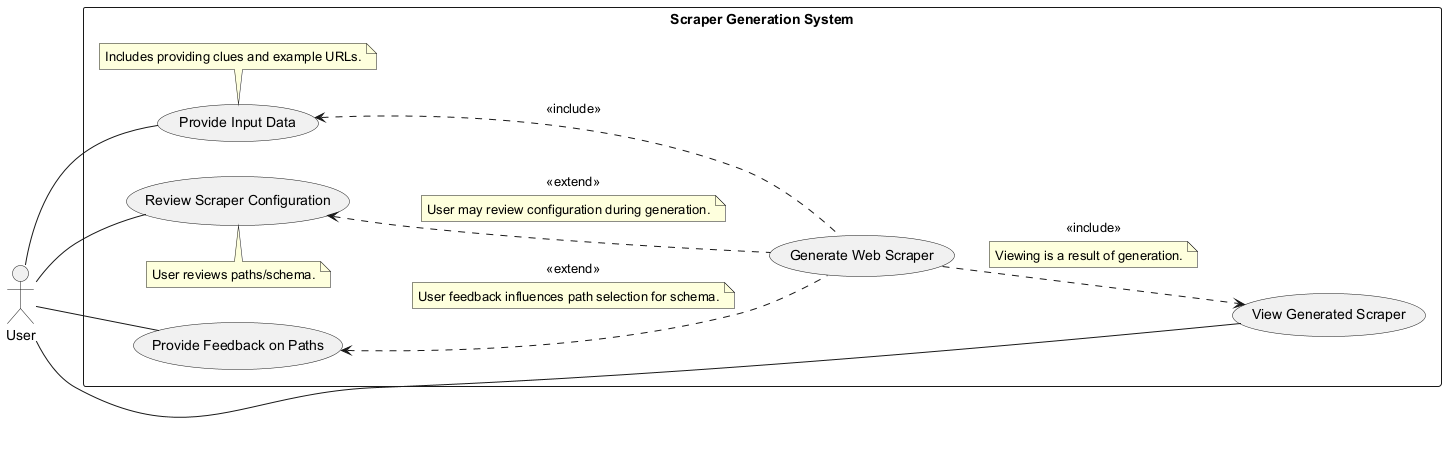 Scraper Generation System
Includes providing clues and example URLs.
Provide Input Data
«include»
«extend»
Review Scraper Configuration
User may review configuration during generation.
«include»
Generate Web Scraper
Viewing is a result of generation.
User reviews paths/schema.
«extend»
User feedback influences path selection for schema.
View Generated Scraper
User
Provide Feedback on Paths